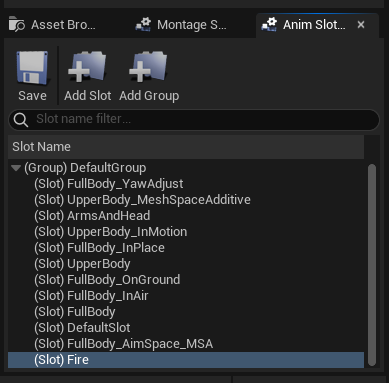 Asset Bro...
Montage S...
Anim Slot...
Save
Add Slot
Add Group
Slot name filter...
Slot Name
(Group) DefaultGroup
(Slot) FullBody_YawAdjust
(Slot) UpperBody_MeshSpaceAdditive
(Slot) ArmsAndHead
(Slot) UpperBody_InMotion
(Slot) FullBody_InPlace
(Slot) UpperBody
(Slot) FullBody_OnGround
(Slot) FullBody_InAir
(Slot) FullBody
(Slot) DefaultSlot
(Slot) FullBody_AimSpace_MSA
(Slot) Fire